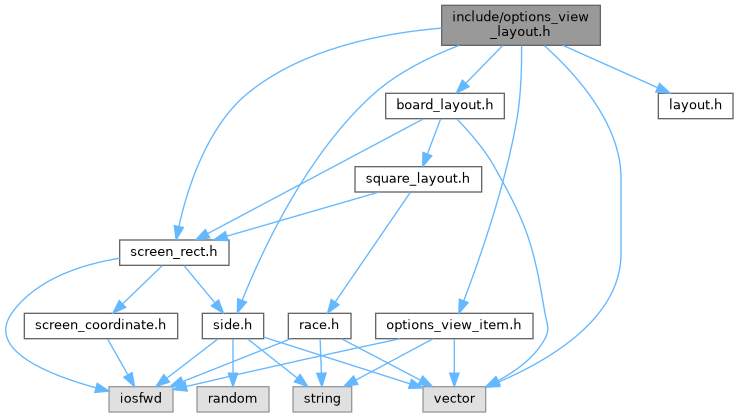 include/options_view
_layout.h
board_layout.h
layout.h
square_layout.h
screen_rect.h
screen_coordinate.h
side.h
race.h
options_view_item.h
iosfwd
random
string
vector